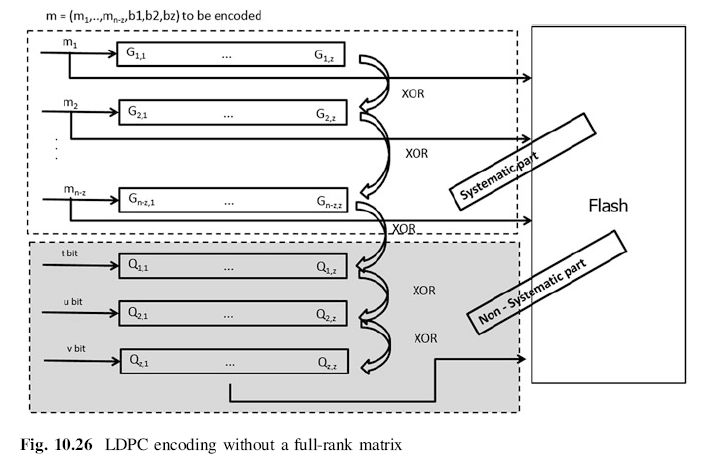 m = (m1,..,mn-z,b1,b2,bz) to be encoded
m1
G1,1 ... G1,z
XOR
m2
G2,1 ... G2,z
XOR
Systematic part
mn-z
Gn-z,1 ... Gn-z,z
Flash
XOR
t bit
Q1,1 ... Q1,z
XOR
Non - Systematic part
u bit
Q2,1 ... Q2,z
XOR
v bit
Qz,1 ... Qz,z
Fig. 10.26 LDPC encoding without a full-rank matrix